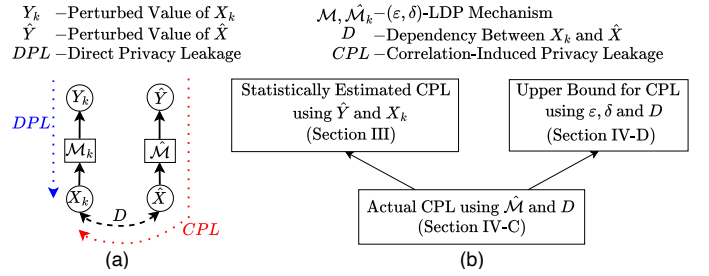 Y_k −Perturbed Value of X_k
Ŷ −Perturbed Value of X̂
DPL −Direct Privacy Leakage
ℳ, ℳ̂_k −(ε, δ)-LDP Mechanism
D −Dependency Between X_k and X̂
CPL −Correlation-Induced Privacy Leakage
Y_k
Ŷ
DPL
ℳ_k
ℳ̂
X_k
X̂
D
CPL
(a)
Statistically Estimated CPL
using Ŷ and X_k
(Section III)
Upper Bound for CPL
using ε, δ and D
(Section IV-D)
Actual CPL using ℳ̂ and D
(Section IV-C)
(b)